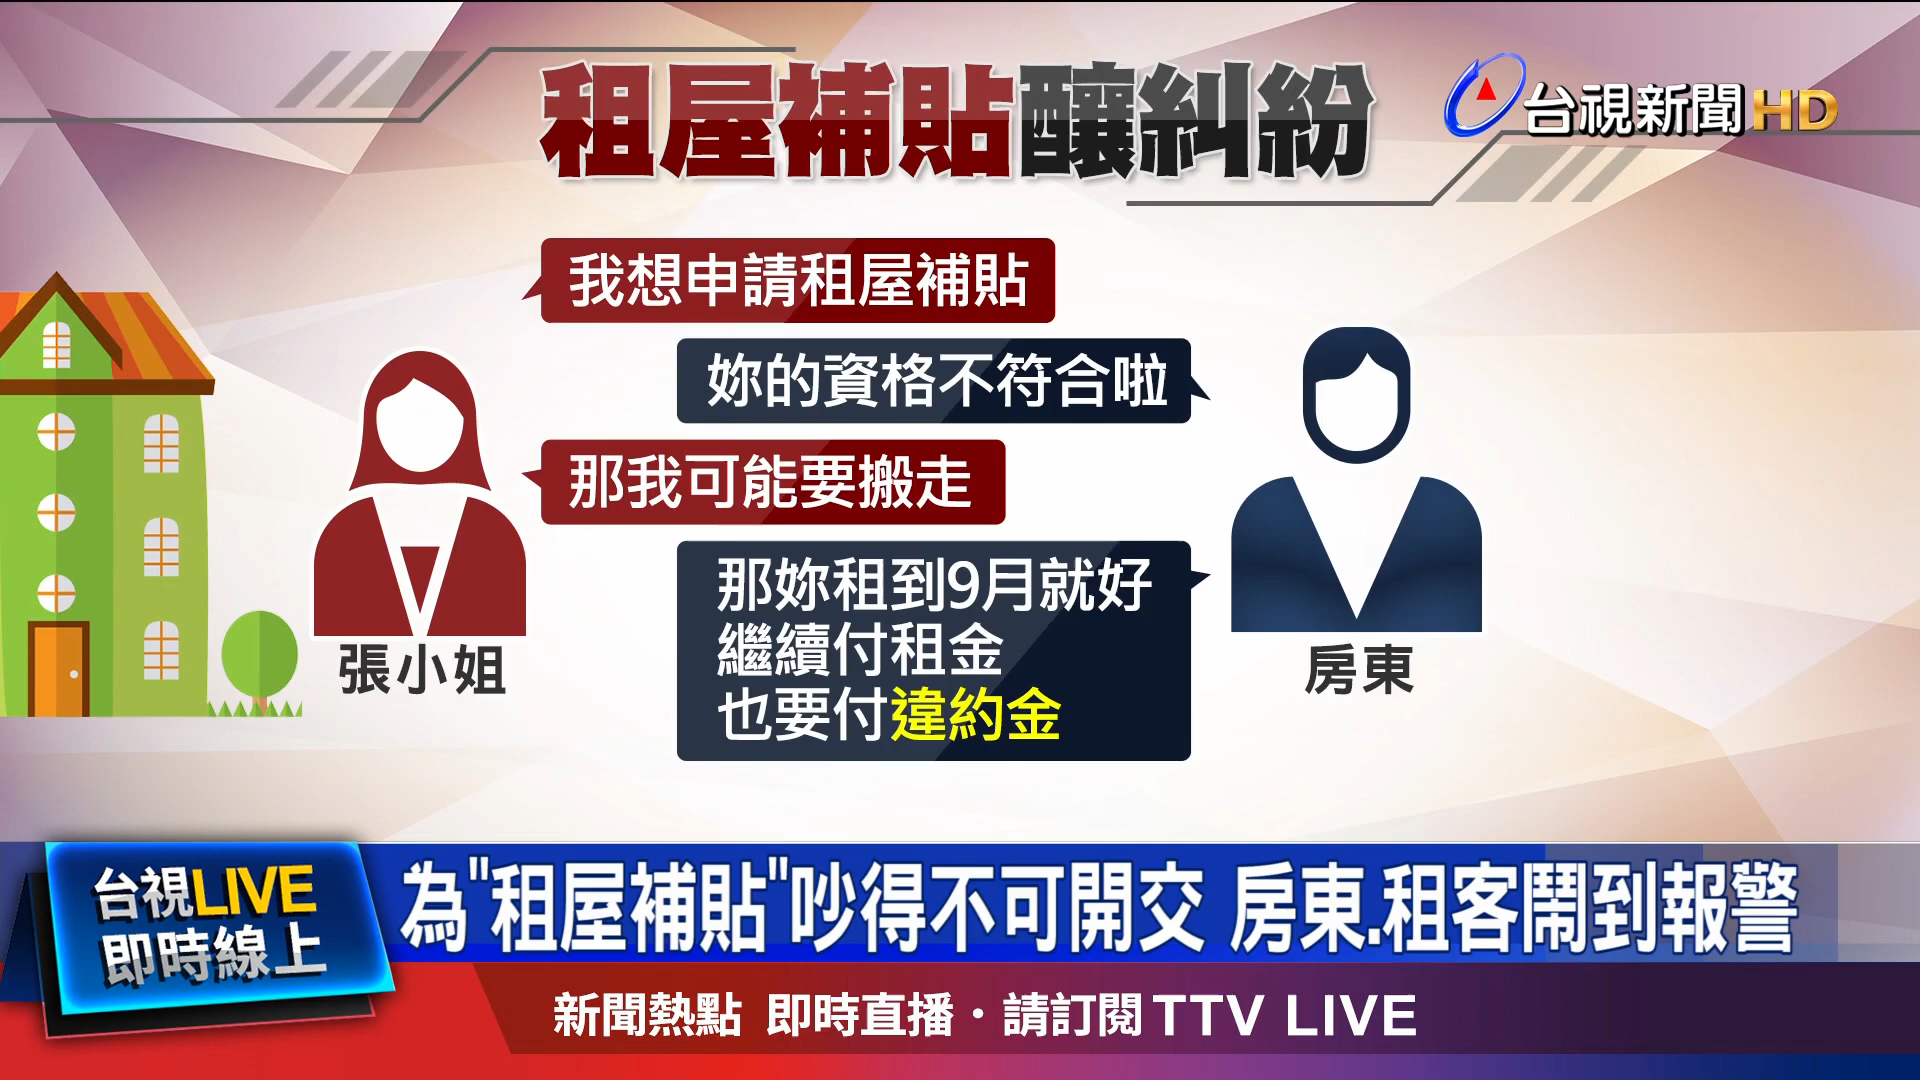 租屋補貼釀糾紛
台視新聞HD
我想申請租屋補貼
妳的資格不符合啦
那我可能要搬走
那妳租到9月就好
繼續付租金
也要付違約金
張小姐
房東
台視LIVE
即時線上
為"租屋補貼"吵得不可開交 房東.租客鬧到報警
新聞熱點 即時直播・請訂閱TTV LIVE